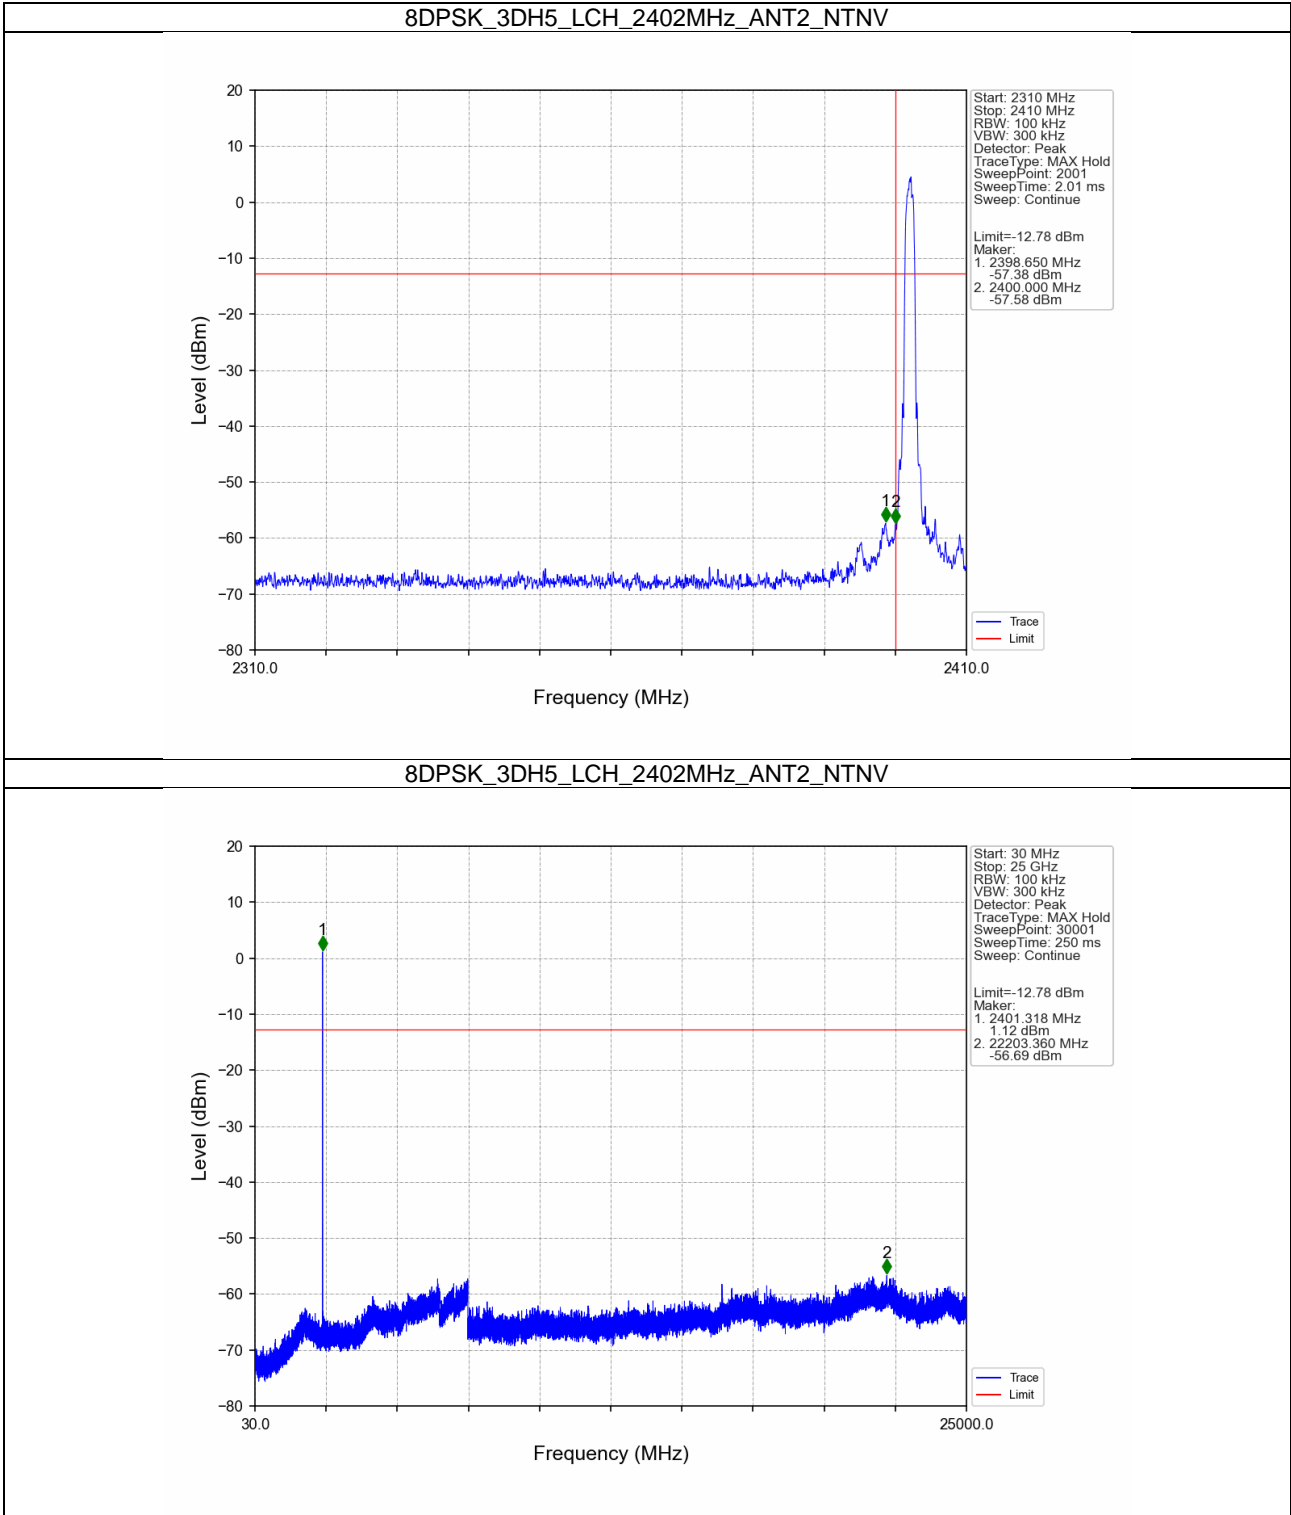 8DPSK_3DH5_LCH_2402MHz_ANT2_NTNV
20
10
0
−10
−20
−30
−40
−50
−60
−70
−80
Level (dBm)
1 2
2310.0
2410.0
Frequency (MHz)
Start: 2310 MHz
Stop: 2410 MHz
RBW: 100 kHz
VBW: 300 kHz
Detector: Peak
TraceType: MAX Hold
SweepPoint: 2001
SweepTime: 2.01 ms
Sweep: Continue
Limit=-12.78 dBm
Maker:
1. 2398.650 MHz
-57.38 dBm
2. 2400.000 MHz
-57.58 dBm
Trace
Limit
8DPSK_3DH5_LCH_2402MHz_ANT2_NTNV
20
10
0
−10
−20
−30
−40
−50
−60
−70
−80
Level (dBm)
1
2
30.0
25000.0
Frequency (MHz)
Start: 30 MHz
Stop: 25 GHz
RBW: 100 kHz
VBW: 300 kHz
Detector: Peak
TraceType: MAX Hold
SweepPoint: 30001
SweepTime: 250 ms
Sweep: Continue
Limit=-12.78 dBm
Maker:
1. 2401.318 MHz
1.12 dBm
2. 22203.360 MHz
-56.69 dBm
Trace
Limit